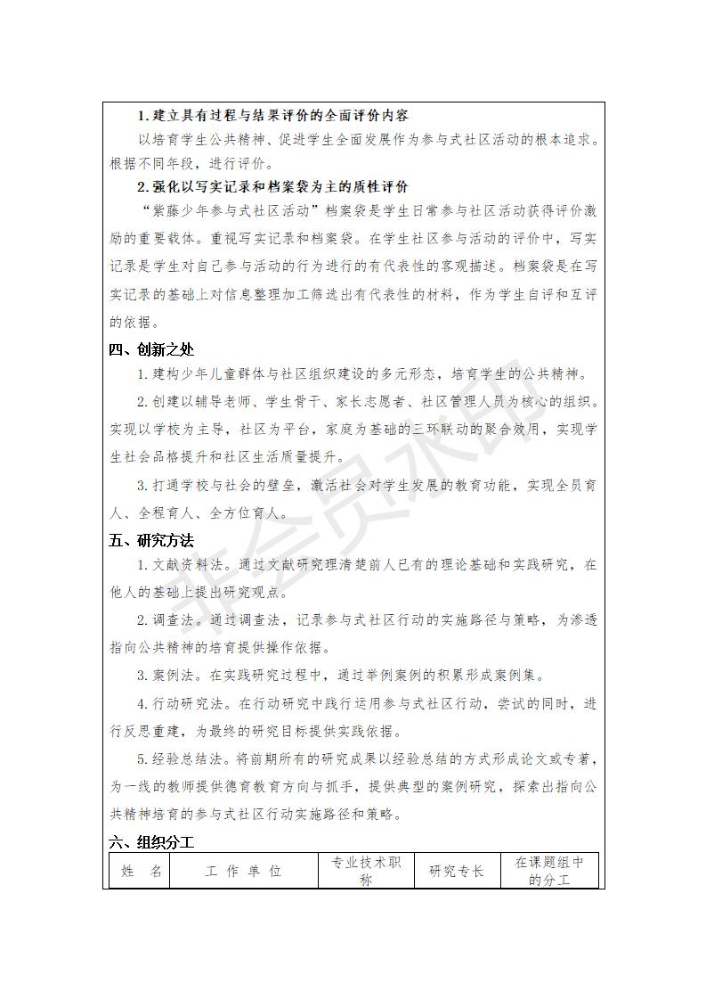 1.建立具有过程与结果评价的全面评价内容
以培育学生公共精神、促进学生全面发展作为参与式社区活动的根本追求。
根据不同年段，进行评价。
2.强化以写实记录和档案袋为主的质性评价
“紫藤少年参与式社区活动”档案袋是学生日常参与社区活动获得评价激
励的重要载体。重视写实记录和档案袋。在学生社区参与活动的评价中，写实
记录是学生对自己参与活动的行为进行的有代表性的客观描述。档案袋是在写
实记录的基础上对信息整理加工筛选出有代表性的材料，作为学生自评和互评
的依据。
四、创新之处
1.建构少年儿童群体与社区组织建设的多元形态，培育学生的公共精神。
2.创建以辅导老师、学生骨干、家长志愿者、社区管理人员为核心的组织。
实现以学校为主导，社区为平台，家庭为基础的三环联动的聚合效用，实现学
生社会品格提升和社区生活质量提升。
3.打通学校与社会的壁垒，激活社会对学生发展的教育功能，实现全员育
人、全程育人、全方位育人。
五、研究方法
1.文献资料法。通过文献研究理清楚前人已有的理论基础和实践研究，在
他人的基础上提出研究观点。
2.调查法。通过调查法，记录参与式社区行动的实施路径与策略，为渗透
指向公共精神的培育提供操作依据。
3.案例法。在实践研究过程中，通过举例案例的积累形成案例集。
4.行动研究法。在行动研究中践行运用参与式社区行动，尝试的同时，进
行反思重建，为最终的研究目标提供实践依据。
5.经验总结法。将前期所有的研究成果以经验总结的方式形成论文或专著，
为一线的教师提供德育教育方向与抓手，提供典型的案例研究，探索出指向公
共精神培育的参与式社区行动实施路径和策略。
六、组织分工
姓 名 工 作 单 位 专业技术职 研究专长 在课题组中
称 的分工
非会员水印